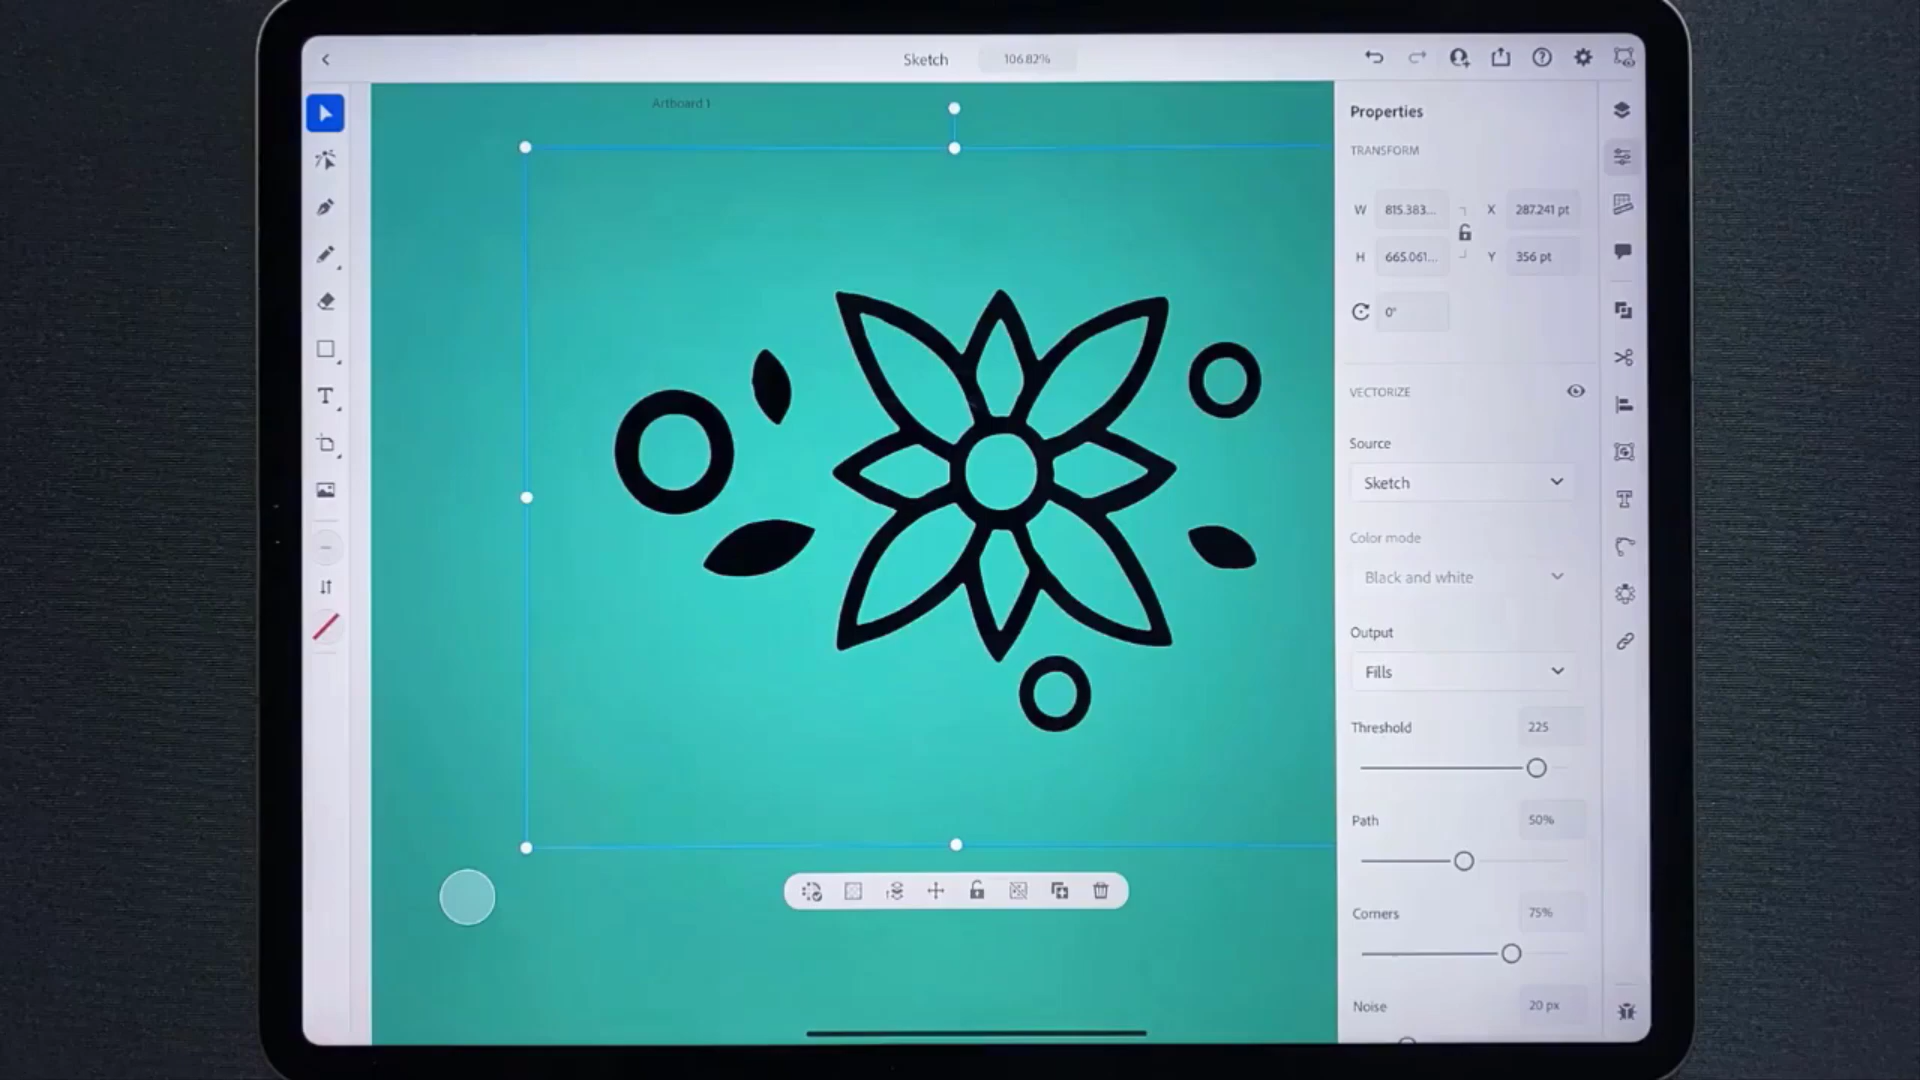 Sketch 106.82%
Artboard 1
Properties
TRANSFORM
W 815.383... X 287.241 pt
H 665.061... Y 356 pt
0°
VECTORIZE
Source
Sketch
Color mode
Black and white
Output
Fills
Threshold 225
Path 50%
Corners 75%
Noise 20 px